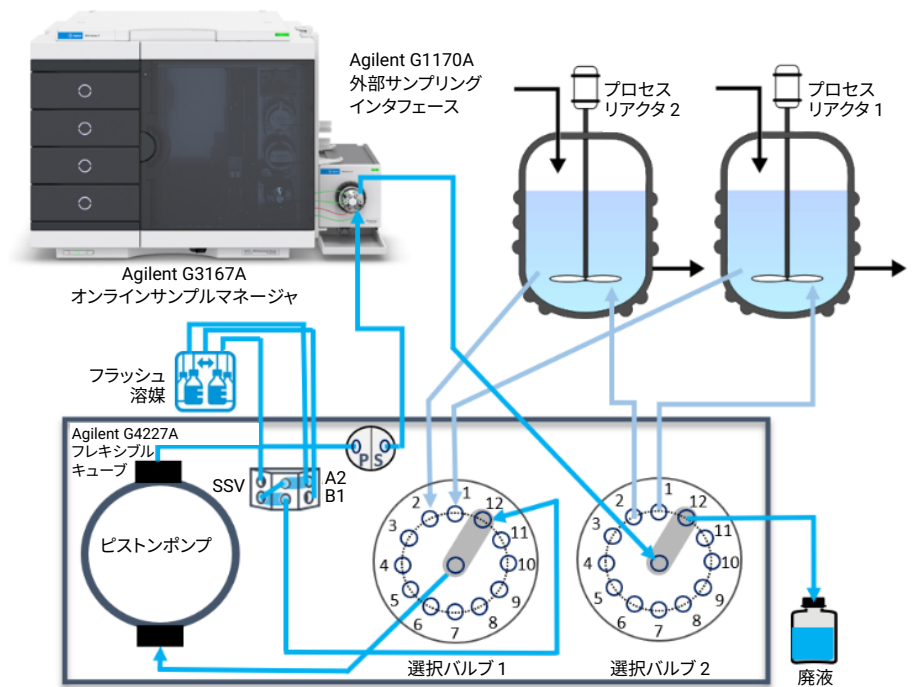 Agilent G1170A
外部サンプリング
インタフェース
プロセス
リアクタ 2
プロセス
リアクタ 1
Agilent G3167A
オンラインサンプルマネージャ
フラッシュ
溶媒
Agilent G4227A
フレキシブル
キューブ
P S
SSV
A2
B1
ピストンポンプ
1
2
3
4
5
6
7
8
9
10
11
12
選択バルブ 1
1
2
3
4
5
6
7
8
9
10
11
12
選択バルブ 2
廃液